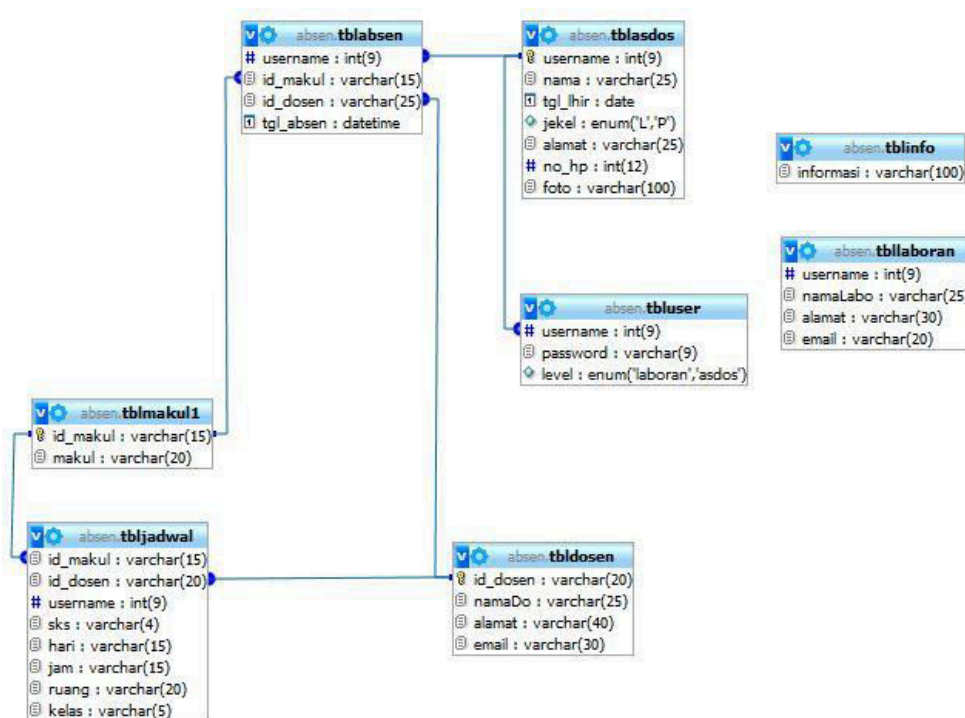 absen.tblabsen
# username : int(9)
id_makul : varchar(15)
id_dosen : varchar(25)
tgl_absen : datetime
absen.tblasdos
username : int(9)
nama : varchar(25)
tgl_lhir : date
jekel : enum('L','P')
alamat : varchar(25)
# no_hp : int(12)
foto : varchar(100)
absen.tblinfo
informasi : varchar(100)
absen.tbllaboran
# username : int(9)
namaLabo : varchar(25)
alamat : varchar(30)
email : varchar(20)
absen.tbluser
# username : int(9)
password : varchar(9)
level : enum('laboran','asdos')
absen.tblmakul1
id_makul : varchar(15)
makul : varchar(20)
absen.tbljadwal
id_makul : varchar(15)
id_dosen : varchar(20)
# username : int(9)
sks : varchar(4)
hari : varchar(15)
jam : varchar(15)
ruang : varchar(20)
kelas : varchar(5)
absen.tbldosen
id_dosen : varchar(20)
namaDo : varchar(25)
alamat : varchar(40)
email : varchar(30)